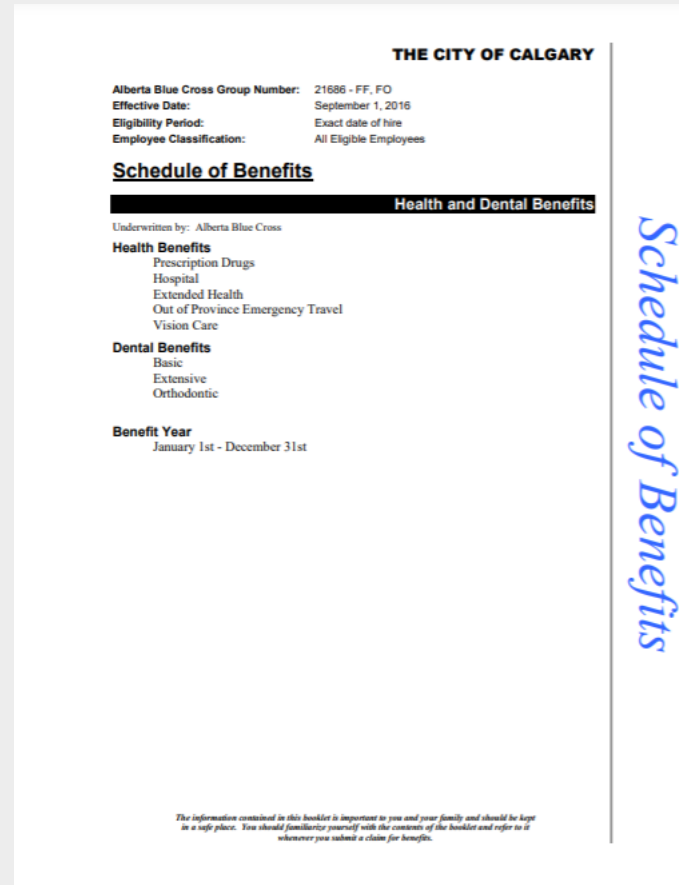 THE CITY OF CALGARY
Alberta Blue Cross Group Number: 21686 - FF, FO
Effective Date: September 1, 2016
Eligibility Period: Exact date of hire
Employee Classification: All Eligible Employees
Schedule of Benefits
Health and Dental Benefits
Underwritten by: Alberta Blue Cross
Health Benefits
Prescription Drugs
Hospital
Extended Health
Out of Province Emergency Travel
Vision Care
Dental Benefits
Basic
Extensive
Orthodontic
Benefit Year
January 1st - December 31st
The information contained in this booklet is important to you and your family and should be kept
in a safe place. You should familiarize yourself with the contents of the booklet and refer to it
whenever you submit a claim for benefits.
Schedule of Benefits